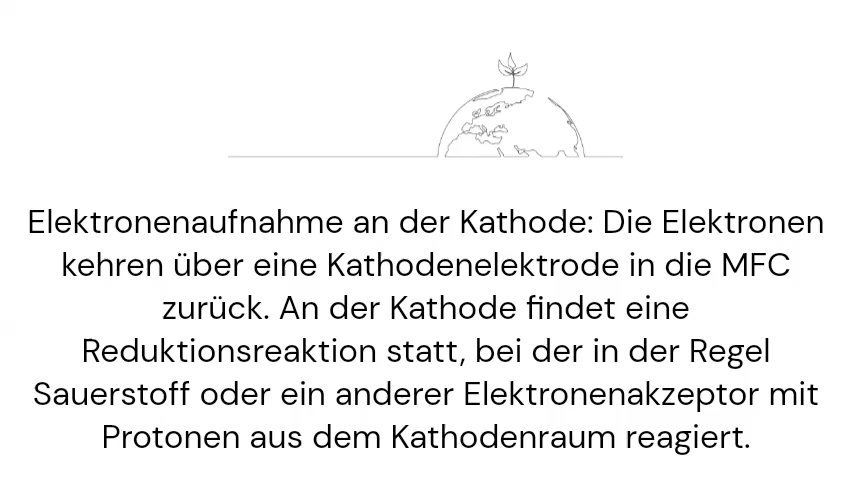 Elektronenaufnahme an der Kathode: Die Elektronen
kehren über eine Kathodenelektrode in die MFC
zurück. An der Kathode findet eine
Reduktionsreaktion statt, bei der in der Regel
Sauerstoff oder ein anderer Elektronenakzeptor mit
Protonen aus dem Kathodenraum reagiert.